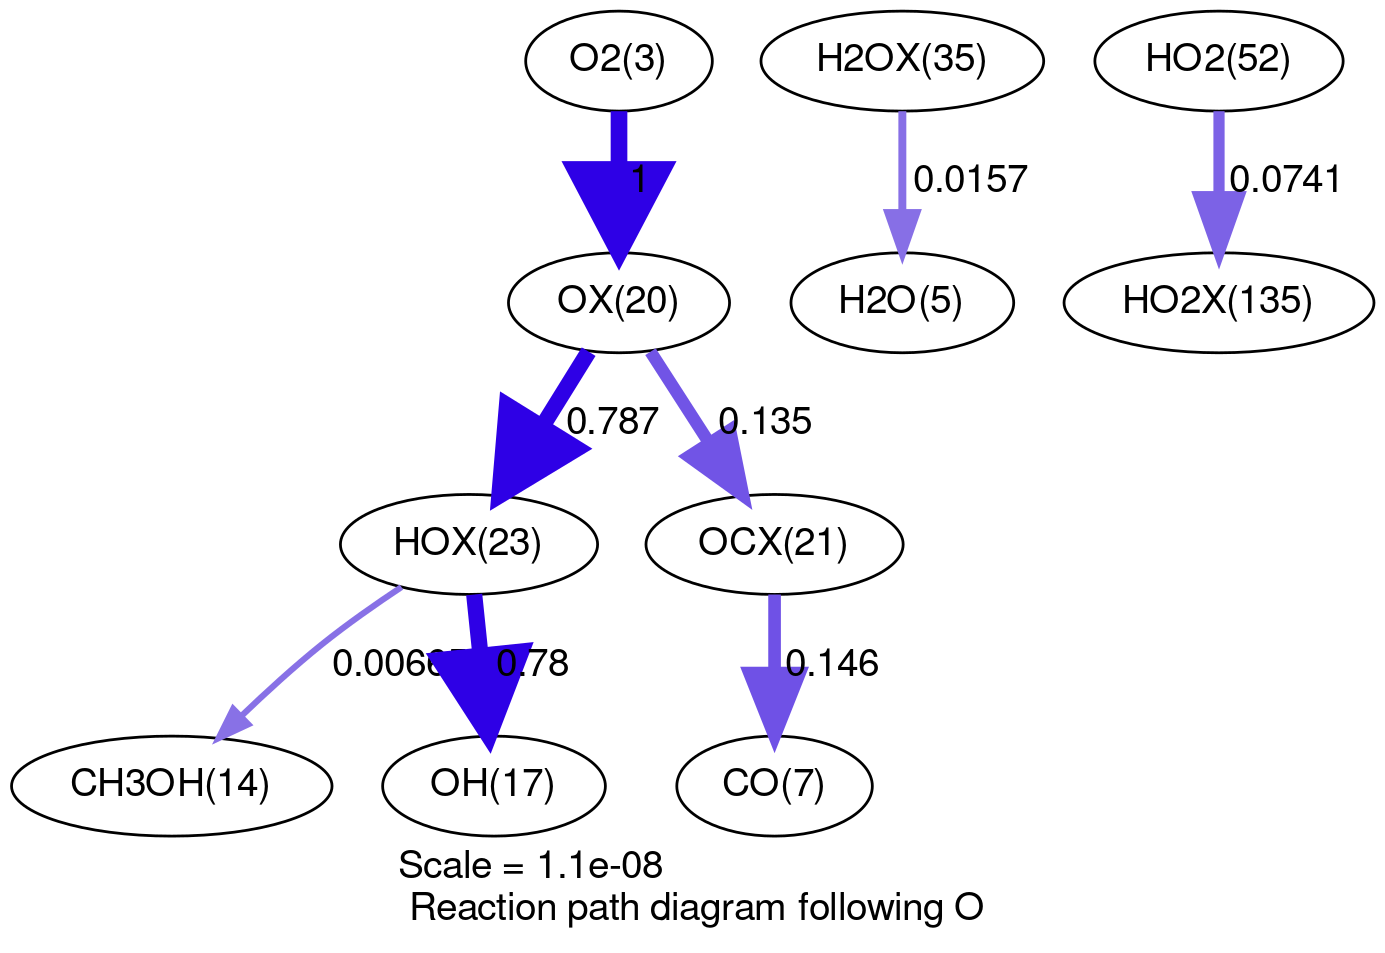 O2(3)
H2OX(35)
HO2(52)
1
0.0157
0.0741
OX(20)
H2O(5)
HO2X(135)
0.787
0.135
HOX(23)
OCX(21)
0.78
0.146
CH3OH(14)
OH(17)
CO(7)
Scale = 1.1e-08
Reaction path diagram following O